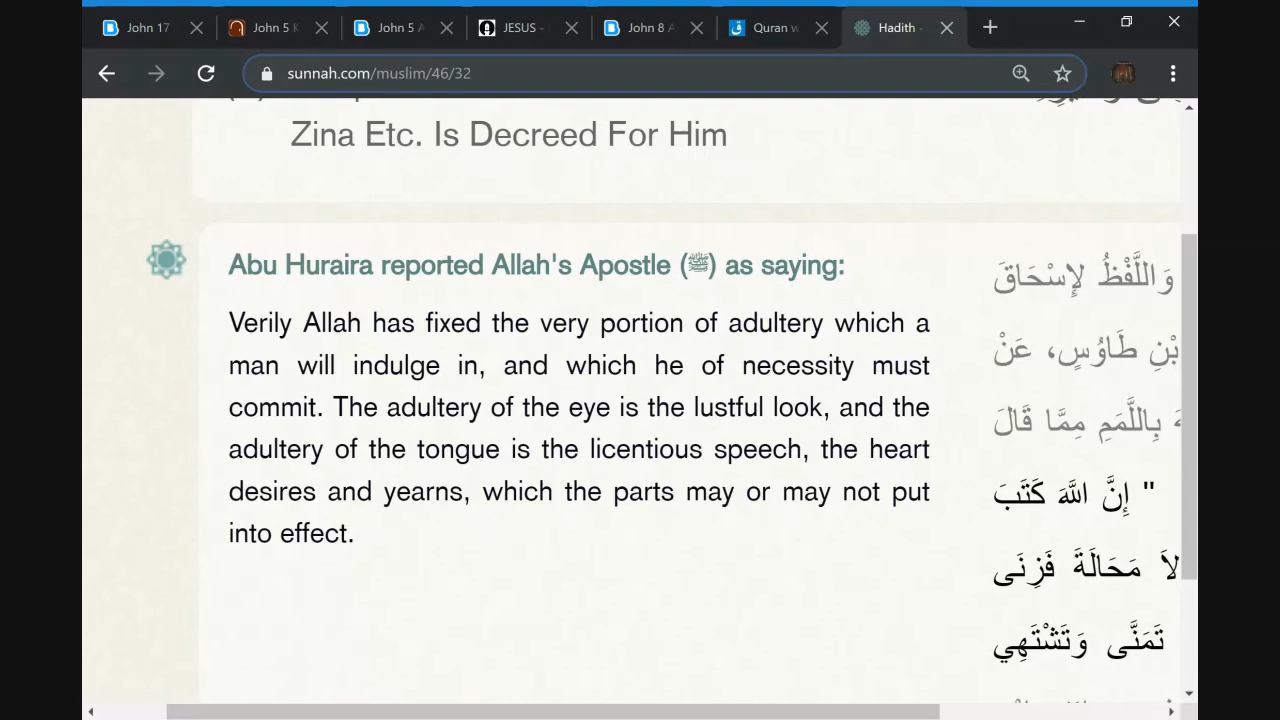 John 17
John 5 K
John 5 A
JESUS -
John 8 A
Quran w
Hadith -
sunnah.com/muslim/46/32
Zina Etc. Is Decreed For Him
Abu Huraira reported Allah's Apostle (ﷺ) as saying:
Verily Allah has fixed the very portion of adultery which a
man will indulge in, and which he of necessity must
commit. The adultery of the eye is the lustful look, and the
adultery of the tongue is the licentious speech, the heart
desires and yearns, which the parts may or may not put
into effect.
وَاللَّفْظُ لإِسْحَاقَ
بْنِ طَاوُسٍ، عَنْ
بِاللَّمَمِ مِمَّا قَالَ
" إِنَّ اللَّهَ كَتَبَ
لاَ مَحَالَةَ فَزِنَى
تَمَنَّى وَتَشْتَهِي